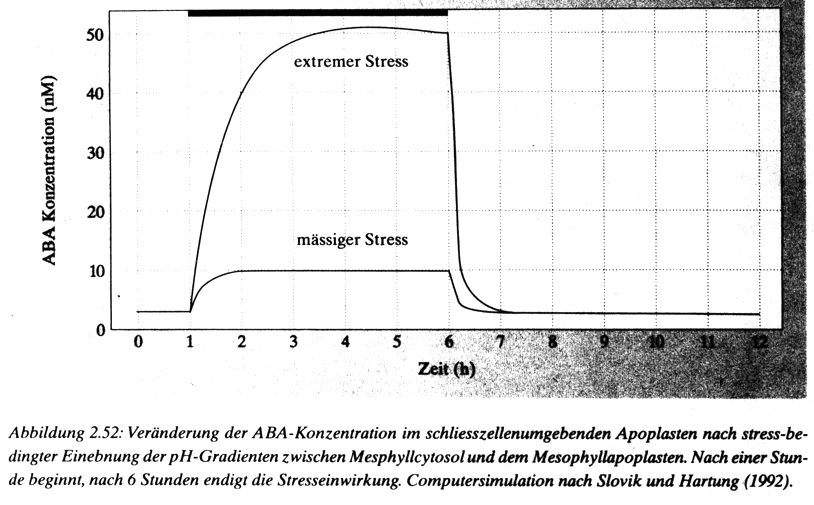 50
extremer Stress
40
ABA Konzentration (nM)
30
20
mässiger Stress
10
0
0 1 2 3 4 5 6 7 8 9 10 11 12
Zeit (h)
Abbildung 2.52: Veränderung der ABA-Konzentration im schliesszellenumgebenden Apoplasten nach stress-be-
dingter Einebnung der pH-Gradienten zwischen Mesphyllcytosol und dem Mesophyllapoplasten. Nach einer Stun-
de beginnt, nach 6 Stunden endigt die Stresseinwirkung. Computersimulation nach Slovik und Hartung (1992).